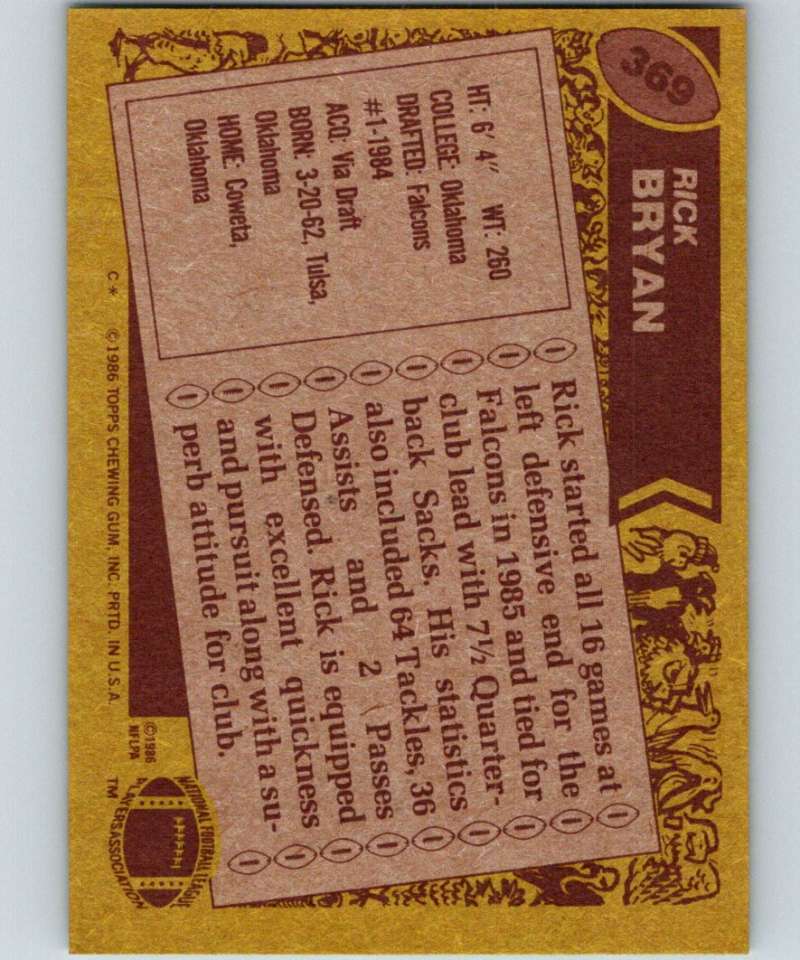 369
RICK
BRYAN
HT: 6' 4" WT: 260
COLLEGE: Oklahoma
DRAFTED: Falcons
#1-1984
ACQ: Via Draft
BORN: 3-20-62, Tulsa,
Oklahoma
HOME: Coweta,
Oklahoma
Rick started all 16 games at
left defensive end for the
Falcons in 1985 and tied for
club lead with 7½ Quarter-
back Sacks. His statistics
also included 64 Tackles, 36
Assists and 2 Passes
Defensed. Rick is equipped
with excellent quickness
and pursuit along with a su-
perb attitude for club.
C* ©1986 TOPPS CHEWING GUM, INC. PRTD. IN U.S.A.
©1986
NFLPA
NATIONAL FOOTBALL LEAGUE
PLAYERS ASSOCIATION
TM